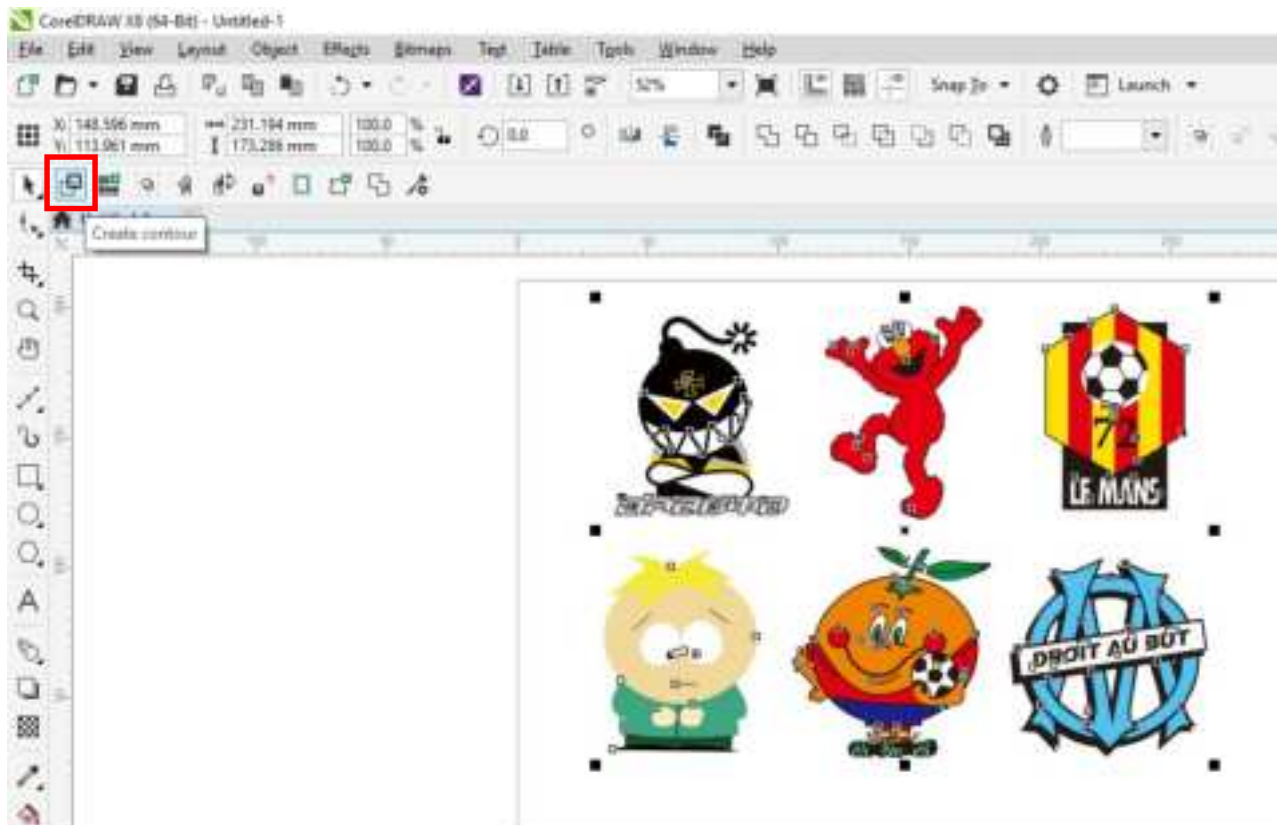 CorelDRAW X8 (64-Bit) - Untitled-1
File Edit View Layout Object Effects Bitmaps Text Table Tools Window Help
52% Snap To Launch
X: 148.596 mm 231.194 mm 100.0 % 0.0
Y: 113.961 mm 173.288 mm 100.0 %
Create contour
72
LE MANS
DROIT AU BUT